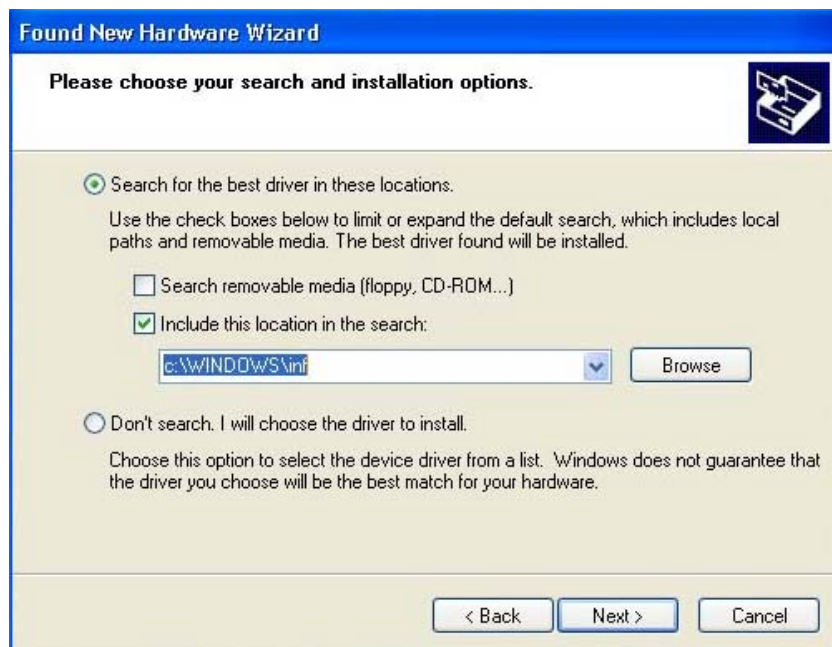 Found New Hardware Wizard
Please choose your search and installation options.
Search for the best driver in these locations.
Use the check boxes below to limit or expand the default search, which includes local
paths and removable media. The best driver found will be installed.
Search removable media (floppy, CD-ROM...)
Include this location in the search:
c:\WINDOWS\inf
Browse
Don't search. I will choose the driver to install.
Choose this option to select the device driver from a list. Windows does not guarantee that
the driver you choose will be the best match for your hardware.
< Back Next > Cancel